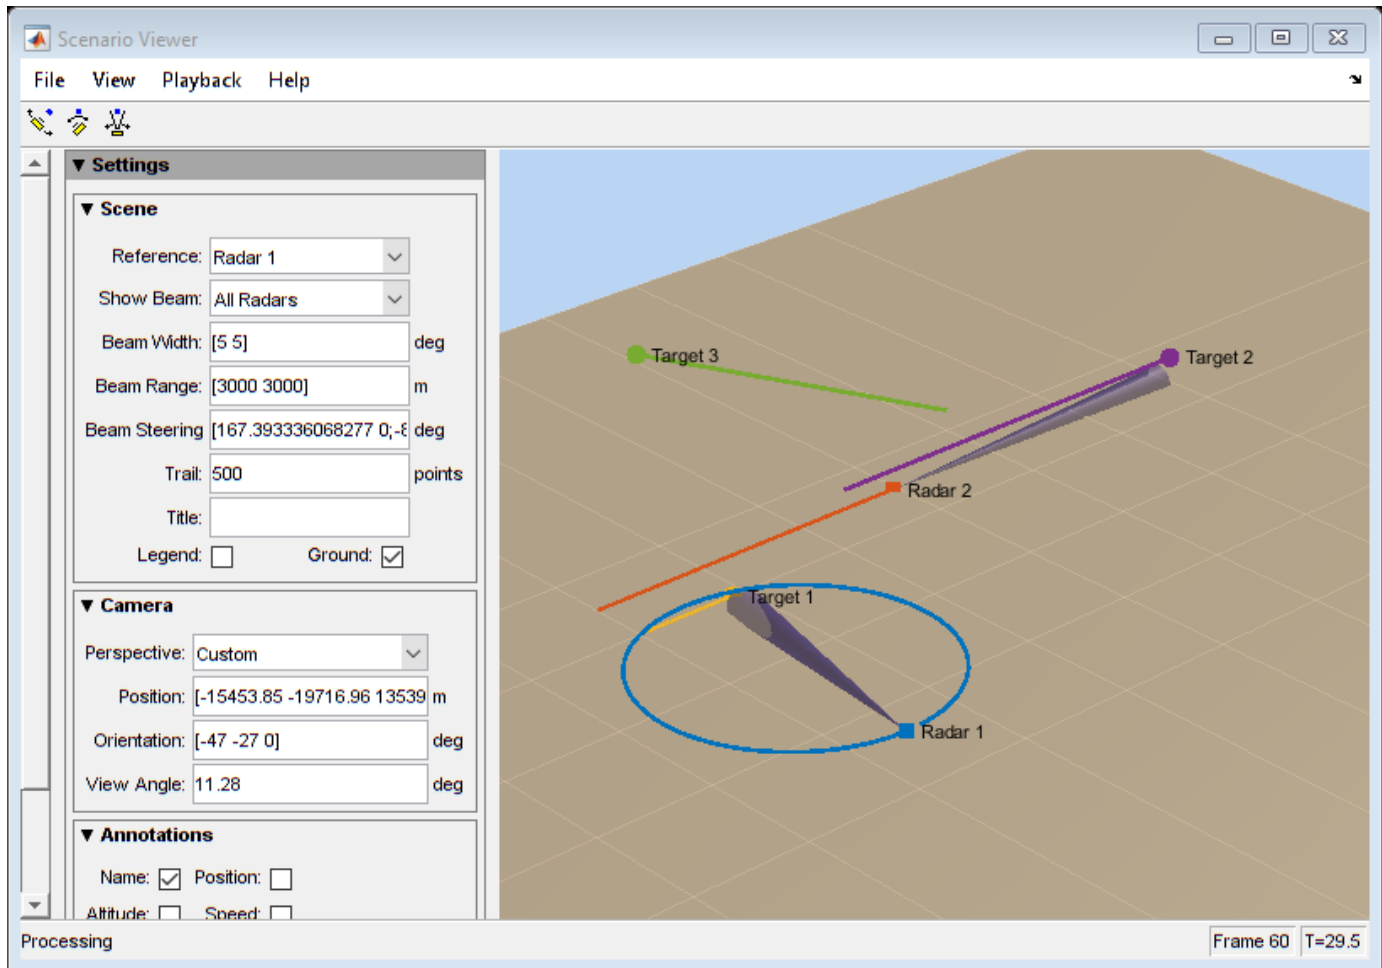 Scenario Viewer
File View Playback Help
▼ Settings
▼ Scene
Reference: Radar 1
Show Beam: All Radars
Beam Width: [5 5] deg
Beam Range: [3000 3000] m
Beam Steering [167.393336068277 0;-8 deg
Trail: 500 points
Title:
Legend: Ground:
▼ Camera
Perspective: Custom
Position: [-15453.85 -19716.96 13539 m
Orientation: [-47 -27 0] deg
View Angle: 11.28 deg
▼ Annotations
Name: Position:
Altitude: Speed:
Target 3
Target 2
Radar 2
Target 1
Radar 1
Processing
Frame 60 T=29.5